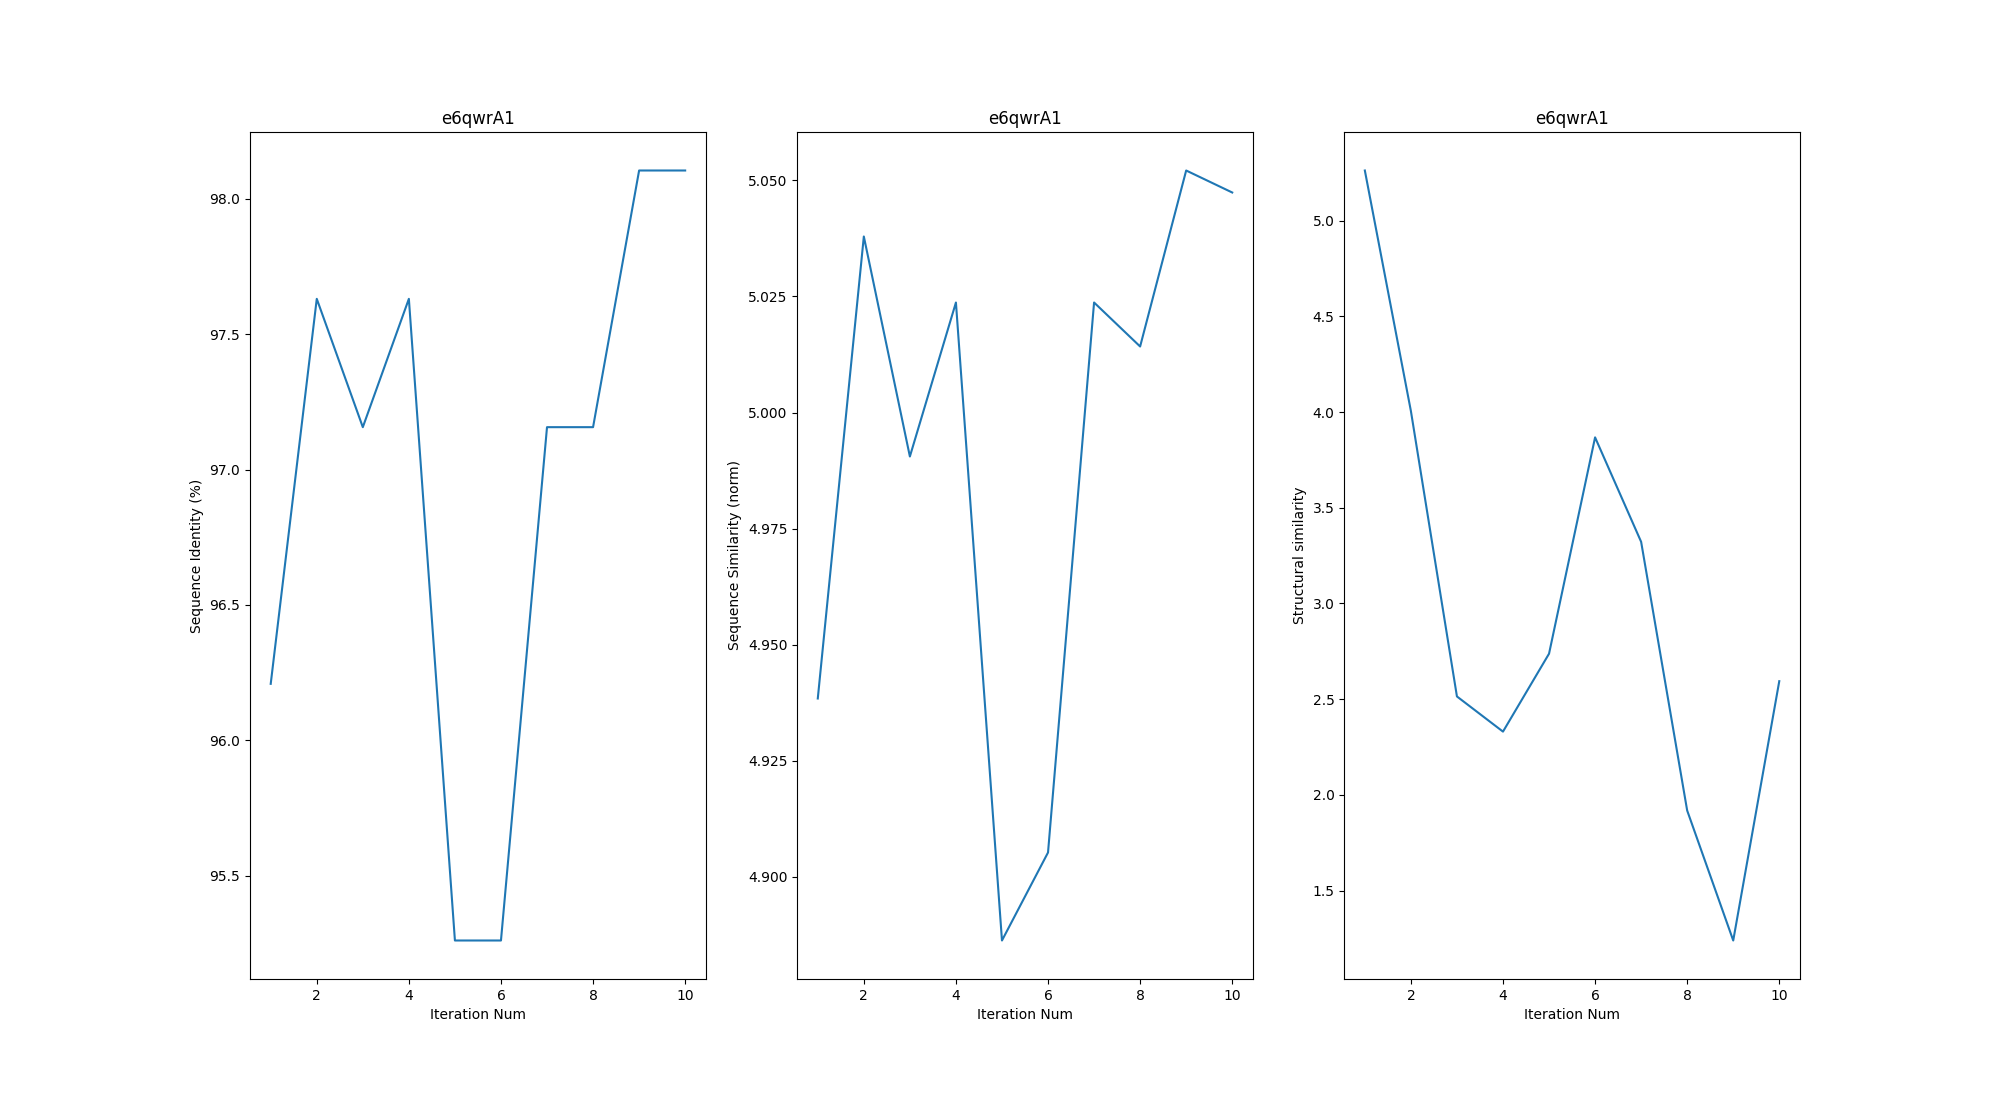 e6qwrA1
Sequence Identity (%)
98.0
97.5
97.0
96.5
96.0
95.5
2 4 6 8 10
Iteration Num
e6qwrA1
Sequence Similarity (norm)
5.050
5.025
5.000
4.975
4.950
4.925
4.900
2 4 6 8 10
Iteration Num
e6qwrA1
Structural similarity
5.0
4.5
4.0
3.5
3.0
2.5
2.0
1.5
2 4 6 8 10
Iteration Num